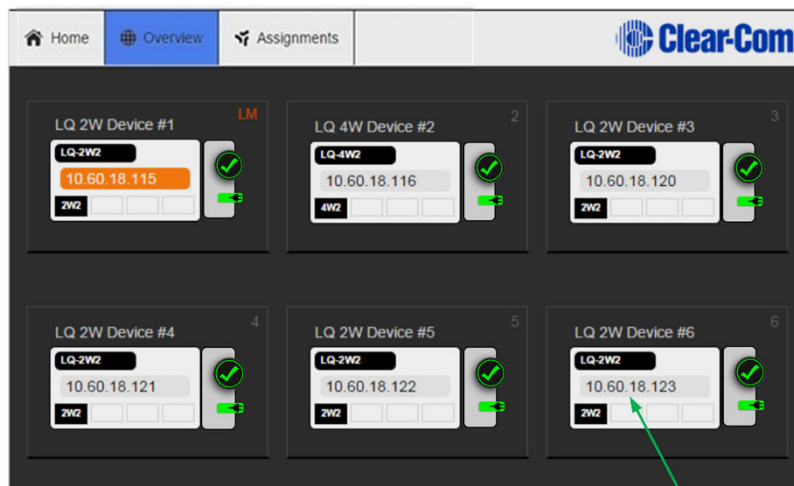 Home Overview Assignments Clear-Com
LM 2 3
LQ 2W Device #1 LQ 4W Device #2 LQ 2W Device #3
LQ-2W2 LQ-4W2 LQ-2W2
10.60.18.115 10.60.18.116 10.60.18.120
2W2 4W2 2W2
4 5 6
LQ 2W Device #4 LQ 2W Device #5 LQ 2W Device #6
LQ-2W2 LQ-2W2 LQ-2W2
10.60.18.121 10.60.18.122 10.60.18.123
2W2 2W2 2W2